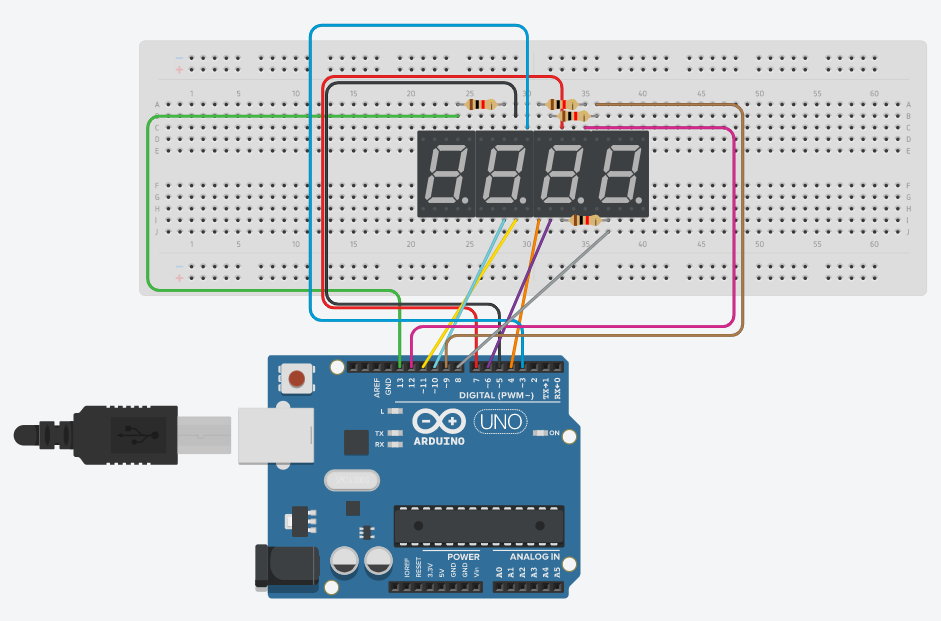 - -
+ +
1 5 10 15 20 25 30 35 40 45 50 55 60
A A
B B
C C
D D
E E
F F
G G
H H
I I
J J
1 5 10 15 20 25 30 35 40 45 50 55 60
- -
+ +
AREF GND 13 12 ~11 ~10 ~9 8 7 ~6 ~5 4 ~3 2 TX→1 RX←0
DIGITAL (PWM~)
L
TX
RX
UNO
ON
ARDUINO
POWER ANALOG IN
IOREF RESET 3.3V 5V GND GND Vin A0 A1 A2 A3 A4 A5